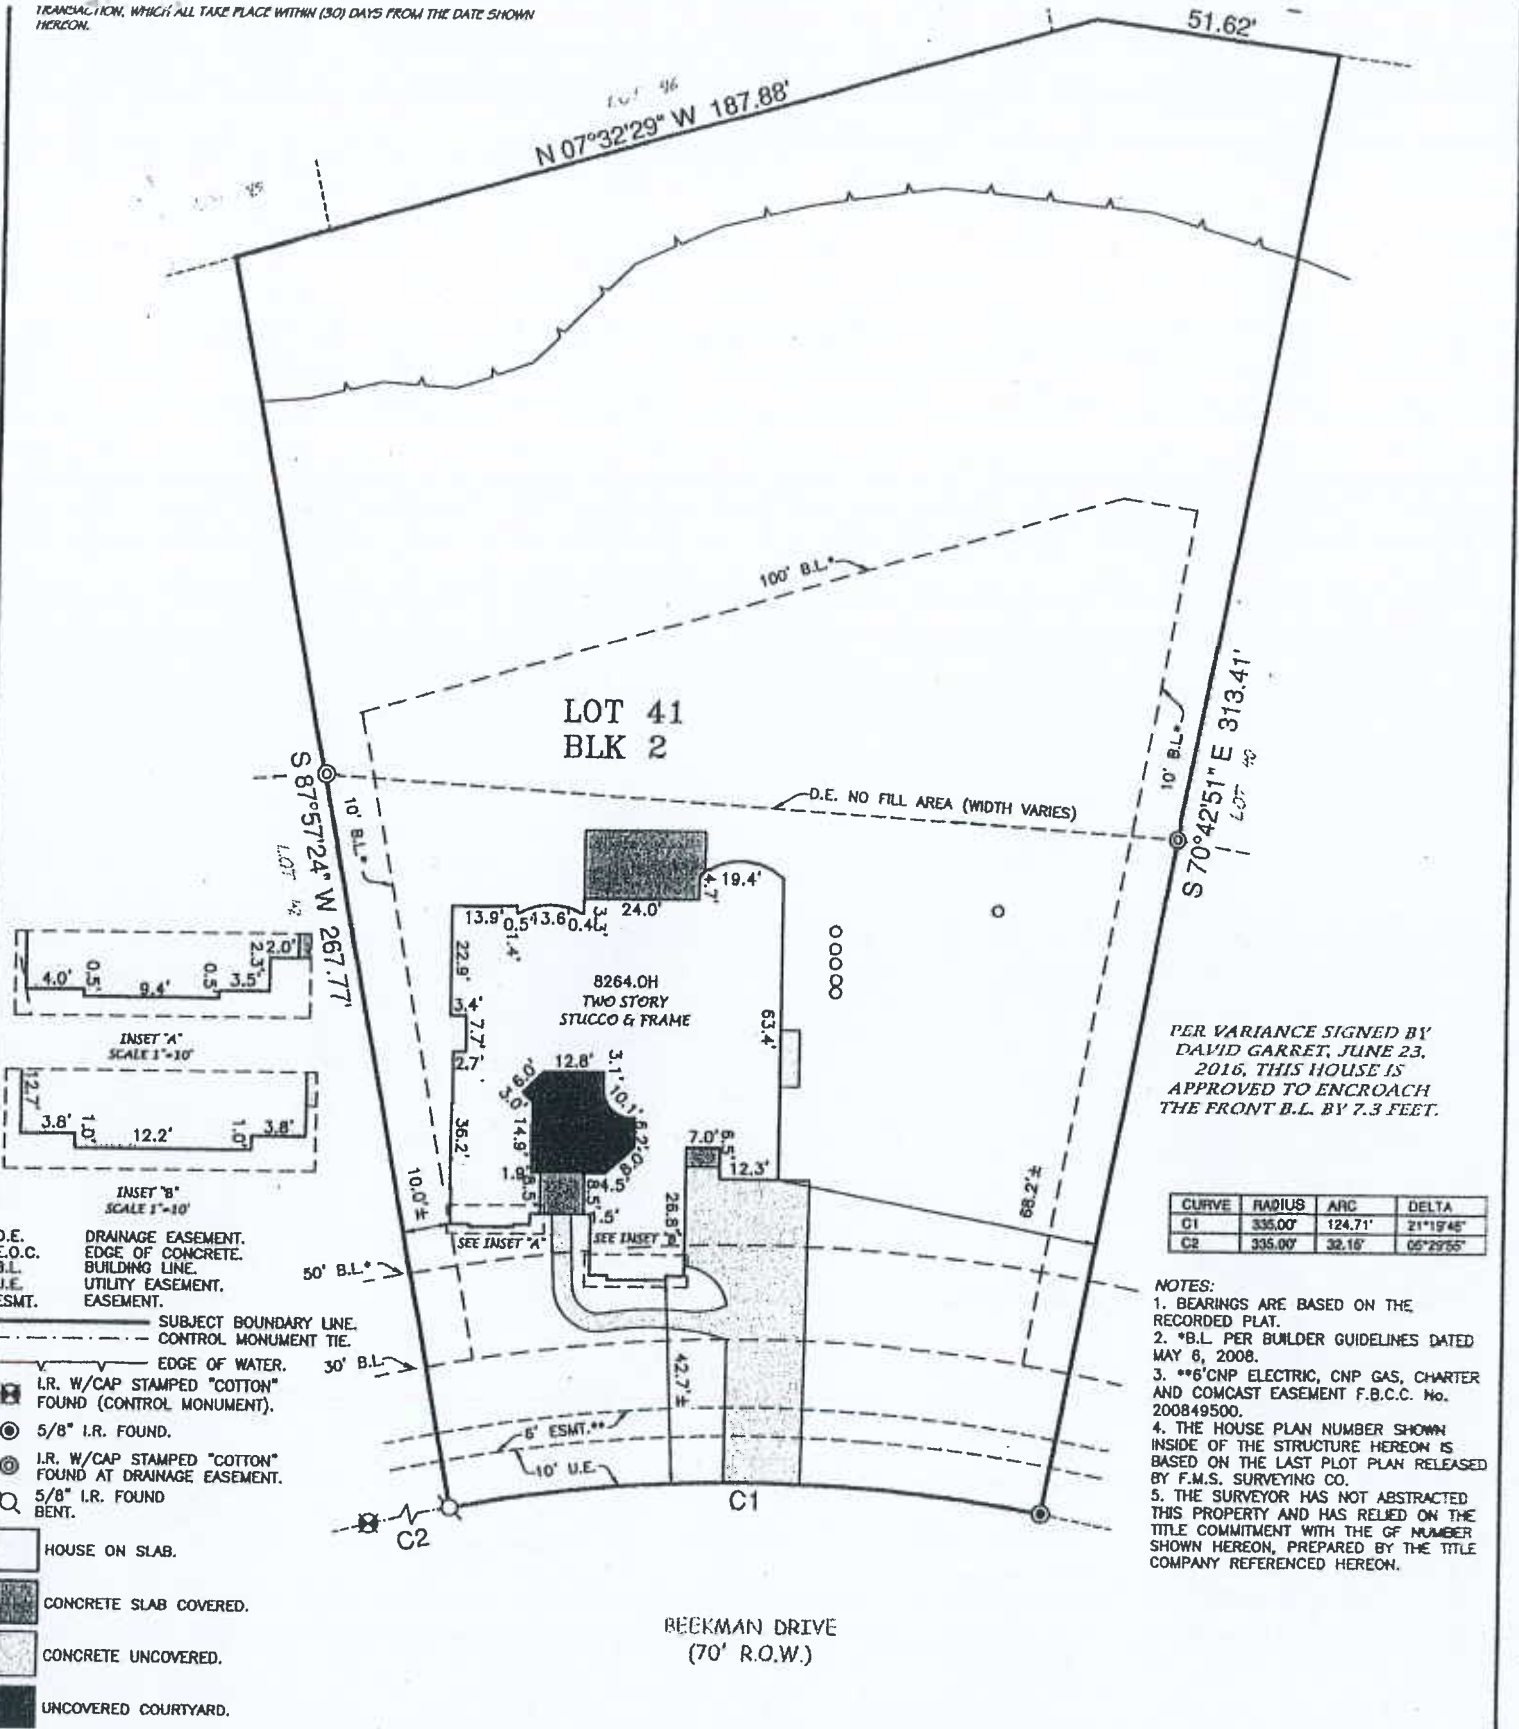 TRANSACTION, WHICH ALL TAKE PLACE WITHIN (30) DAYS FROM THE DATE SHOWN
HEREON.
51.62'
LOT 46
N 07°32'29" W 187.88'
45
100' B.L.*
LOT 41
BLK 2
D.E. NO FILL AREA (WIDTH VARIES)
10' B.L.*
S 70°42'51" E 313.41'
LOT 40
S 87°57'24" W 267.77'
10' B.L.*
LOT 42
4.7'
19.4'
24.0'
13.9'
0.5'
13.6'
0.4'
3.3'
1.4'
22.9'
8264.0H
TWO STORY
STUCCO & FRAME
3.4'
7.7'
2.7'
63.4'
12.8'
3.1'
6.0'
3.0'
10.1'
14.9'
6.2'
8.0'
36.2'
1.9'
8.5'
4.5'
8.5'
1.5'
7.0'
6.5'
12.3'
26.8'
10.0'±
68.2'±
SEE INSET "A"
SEE INSET "B"
2.0'
2.3'
4.0'
0.5'
9.4'
0.5'
3.5'
INSET "A"
SCALE 1"=10'
12.7'
3.8'
1.0'
12.2'
1.0'
3.8'
INSET "B"
SCALE 1"=10'
PER VARIANCE SIGNED BY
DAVID GARRET, JUNE 23,
2016, THIS HOUSE IS
APPROVED TO ENCROACH
THE FRONT B.L. BY 7.3 FEET.
CURVE RADIUS ARC DELTA
C1 335.00' 124.71' 21°19'45"
C2 335.00' 32.16' 05°29'55"
D.E. DRAINAGE EASEMENT.
E.O.C. EDGE OF CONCRETE.
B.L. BUILDING LINE.
U.E. UTILITY EASEMENT.
ESMT. EASEMENT.
SUBJECT BOUNDARY LINE.
CONTROL MONUMENT TIE.
EDGE OF WATER.
I.R. W/CAP STAMPED "COTTON"
FOUND (CONTROL MONUMENT).
5/8" I.R. FOUND.
I.R. W/CAP STAMPED "COTTON"
FOUND AT DRAINAGE EASEMENT.
5/8" I.R. FOUND
BENT.
HOUSE ON SLAB.
CONCRETE SLAB COVERED.
CONCRETE UNCOVERED.
UNCOVERED COURTYARD.
50' B.L.*
30' B.L.
42.7'±
6' ESMT.**
10' U.E.
C1
C2
NOTES:
1. BEARINGS ARE BASED ON THE
RECORDED PLAT.
2. *B.L. PER BUILDER GUIDELINES DATED
MAY 6, 2008.
3. **6'CNP ELECTRIC, CNP GAS, CHARTER
AND COMCAST EASEMENT F.B.C.C. No.
200849500.
4. THE HOUSE PLAN NUMBER SHOWN
INSIDE OF THE STRUCTURE HEREON IS
BASED ON THE LAST PLOT PLAN RELEASED
BY F.M.S. SURVEYING CO.
5. THE SURVEYOR HAS NOT ABSTRACTED
THIS PROPERTY AND HAS RELIED ON THE
TITLE COMMITMENT WITH THE GF NUMBER
SHOWN HEREON, PREPARED BY THE TITLE
COMPANY REFERENCED HEREON.
BEEKMAN DRIVE
(70' R.O.W.)